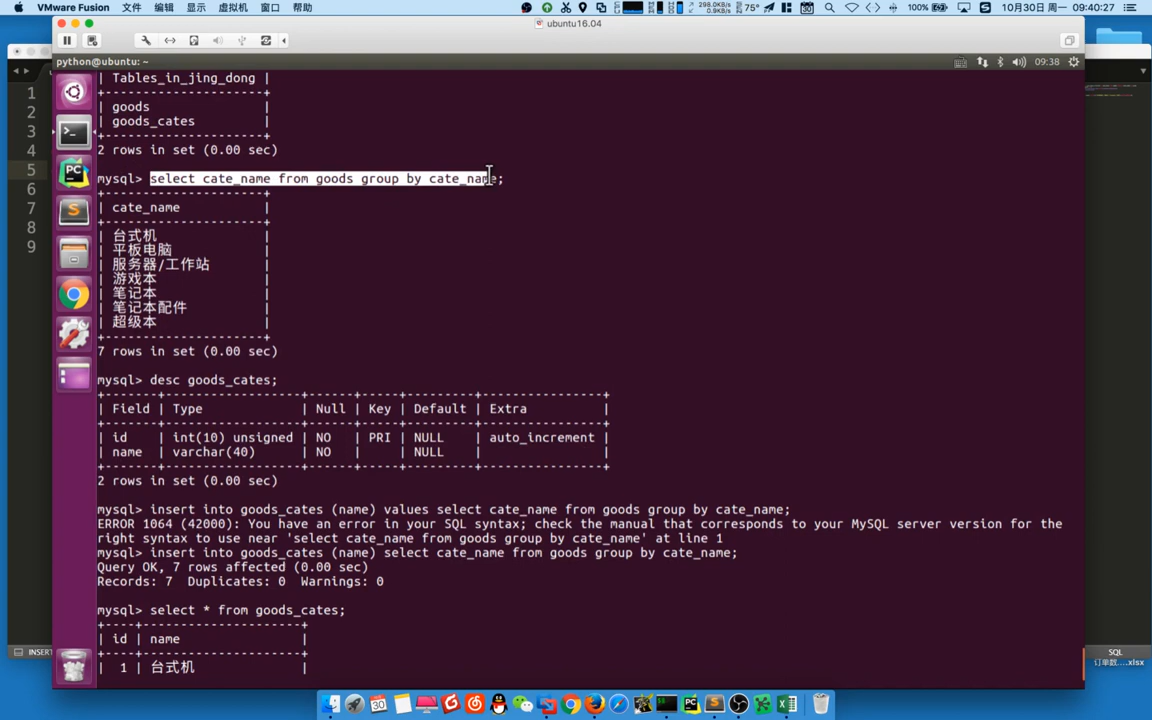 VMware Fusion 文件 编辑 显示 虚拟机 窗口 帮助 298.0KB/s 0.9KB/s 75° 100% 10月30日 周一 09:40:27
ubuntu16.04
python@ubuntu: ~ 09:38
1
2
3
4
5
6
7
8
9
| Tables_in_jing_dong |
+---------------------+
| goods |
| goods_cates |
+---------------------+
2 rows in set (0.00 sec)
mysql> select cate_name from goods group by cate_name;
+---------------------+
| cate_name |
+---------------------+
| 台式机 |
| 平板电脑 |
| 服务器/工作站 |
| 游戏本 |
| 笔记本 |
| 笔记本配件 |
| 超级本 |
+---------------------+
7 rows in set (0.00 sec)
mysql> desc goods_cates;
+-------+------------------+------+-----+---------+----------------+
| Field | Type | Null | Key | Default | Extra |
+-------+------------------+------+-----+---------+----------------+
| id | int(10) unsigned | NO | PRI | NULL | auto_increment |
| name | varchar(40) | NO | | NULL | |
+-------+------------------+------+-----+---------+----------------+
2 rows in set (0.00 sec)
mysql> insert into goods_cates (name) values select cate_name from goods group by cate_name;
ERROR 1064 (42000): You have an error in your SQL syntax; check the manual that corresponds to your MySQL server version for the
right syntax to use near 'select cate_name from goods group by cate_name' at line 1
mysql> insert into goods_cates (name) select cate_name from goods group by cate_name;
Query OK, 7 rows affected (0.00 sec)
Records: 7 Duplicates: 0 Warnings: 0
mysql> select * from goods_cates;
+----+---------------------+
| id | name |
+----+---------------------+
| 1 | 台式机 |
INSERT
SQL
订单数....xlsx